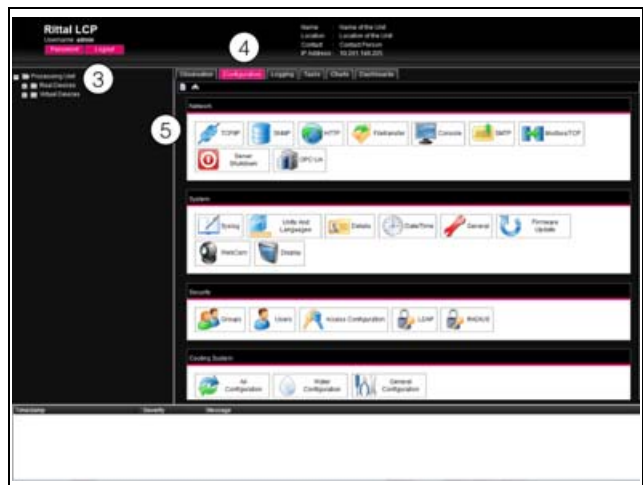 Rittal LCP
Username admin
Password Logout
Name : Name of the Unit
Location : Location of the Unit
Contact : Contact Person
IP Address : 10.201.148.205
4
3
Processing Unit
Real Devices
Virtual Devices
Observation Configuration Logging Tasks Charts Dashboards
5
Network
TCP/IP SNMP HTTP Filetransfer Console SMTP Modbus/TCP
Server Shutdown OPC-UA
System
Syslog Units and Languages Details Date/Time General Firmware Update
WebCam Display
Security
Groups Users Access Configuration LDAP RADIUS
Cooling System
Air Configuration Water Configuration General Configuration
Timestamp Severity Message